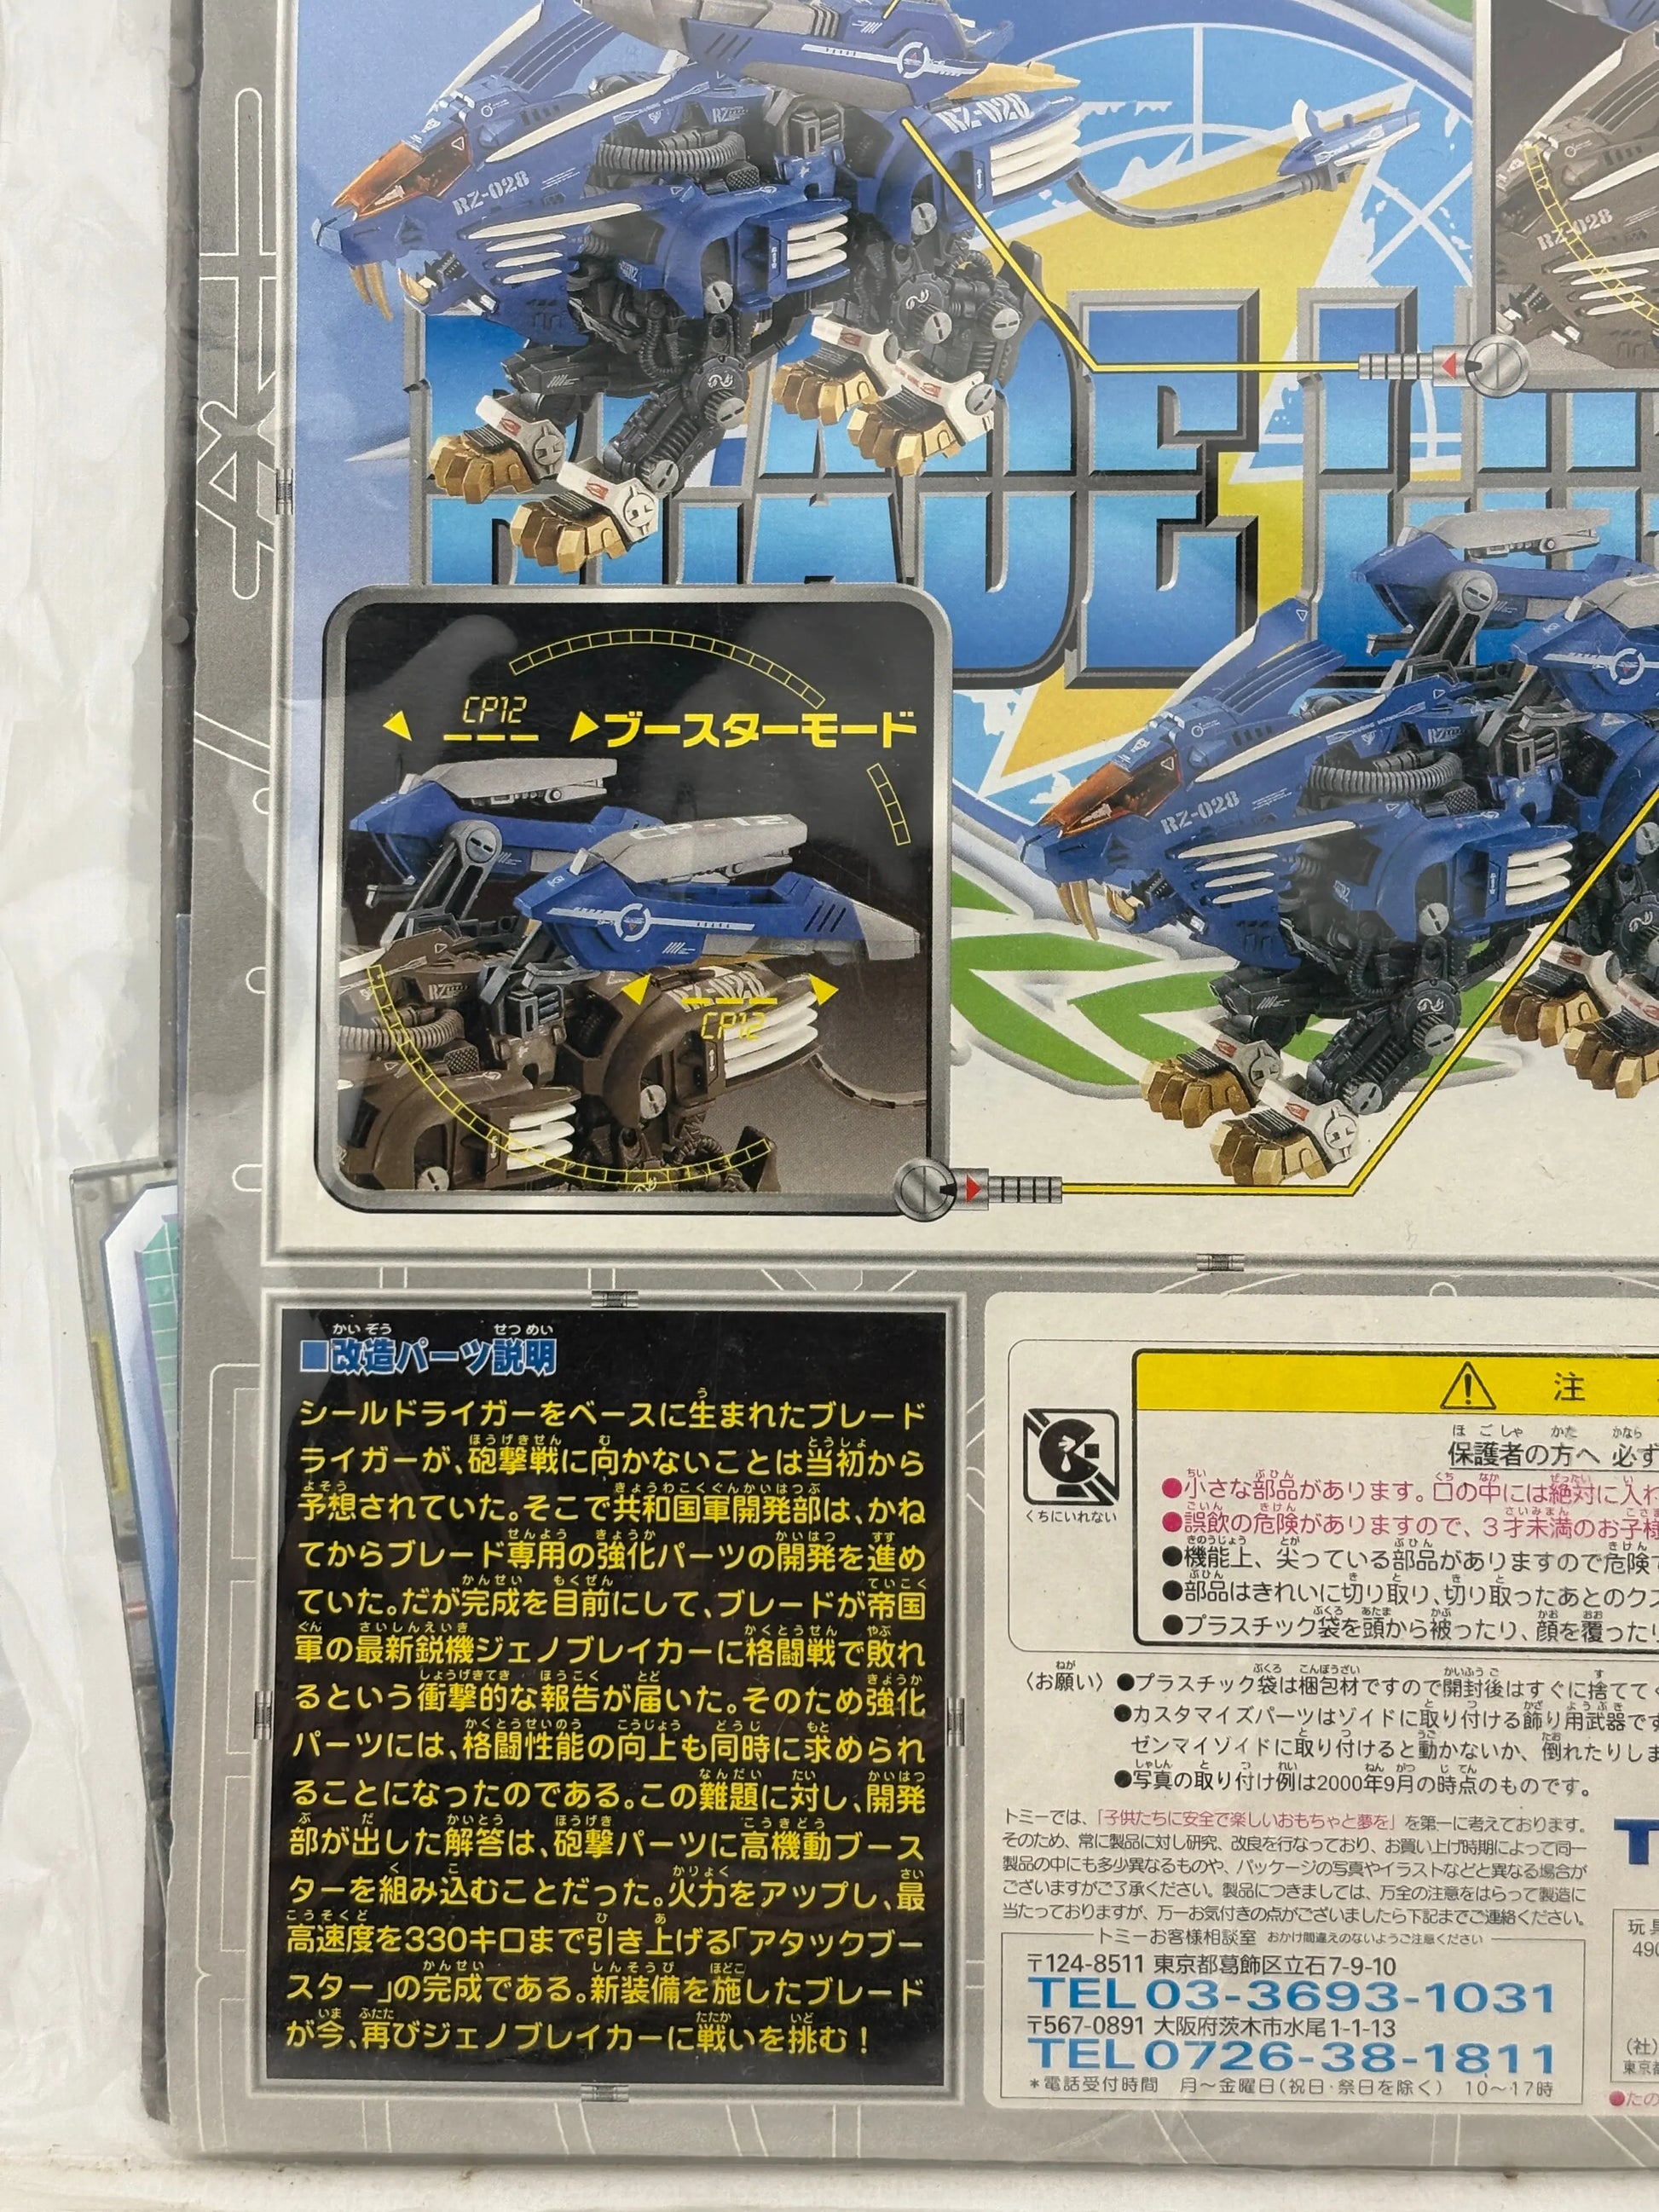 RZ-028
RZ-028
RZ-028
BLADE LI
CP12
ブースターモード
CP-12
RZ-028
CP12
RZ-028
■改造パーツ説明
シールドライガーをベースに生まれたブレード
ライガーが、砲撃戦に向かないことは当初から
予想されていた。そこで共和国軍開発部は、かね
てからブレード専用の強化パーツの開発を進め
ていた。だが完成を目前にして、ブレードが帝国
軍の最新鋭機ジェノブレイカーに格闘戦で敗れ
るという衝撃的な報告が届いた。そのため強化
パーツには、格闘性能の向上も同時に求められ
ることになったのである。この難題に対し、開発
部が出した解答は、砲撃パーツに高機動ブース
ターを組み込むことだった。火力をアップし、最
高速度を330キロまで引き上げる「アタックブー
スター」の完成である。新装備を施したブレード
が今、再びジェノブレイカーに戦いを挑む！
くちにいれない
注
保護者の方へ 必ず
●小さな部品があります。口の中には絶対に入れ
●誤飲の危険がありますので、3才未満のお子様
●機能上、尖っている部品がありますので危険で
●部品はきれいに切り取り、切り取ったあとのクズ
●プラスチック袋を頭から被ったり、顔を覆ったり
〈お願い〉●プラスチック袋は梱包材ですので開封後はすぐに捨ててく
●カスタマイズパーツはゾイドに取り付ける飾り用武器です
ゼンマイゾイドに取り付けると動かないか、倒れたりしま
●写真の取り付け例は2000年9月の時点のものです。
トミーでは、「子供たちに安全で楽しいおもちゃと夢を」を第一に考えております。
そのため、常に製品に対し研究、改良を行なっており、お買い上げ時期によって同一
製品の中にも多少異なるものや、パッケージの写真やイラストなどと異なる場合が
ございますがご了承ください。製品につきましては、万全の注意をはらって製造に
当たっておりますが、万一お気付きの点がございましたら下記までご連絡ください。
トミーお客様相談室 おかけ間違えのないようご注意ください
〒124-8511 東京都葛飾区立石7-9-10
TEL03-3693-1031
〒567-0891 大阪府茨木市水尾1-1-13
TEL0726-38-1811
*電話受付時間 月〜金曜日(祝日・祭日を除く) 10〜17時
T
玩具
490
(社)
東京都
●たの